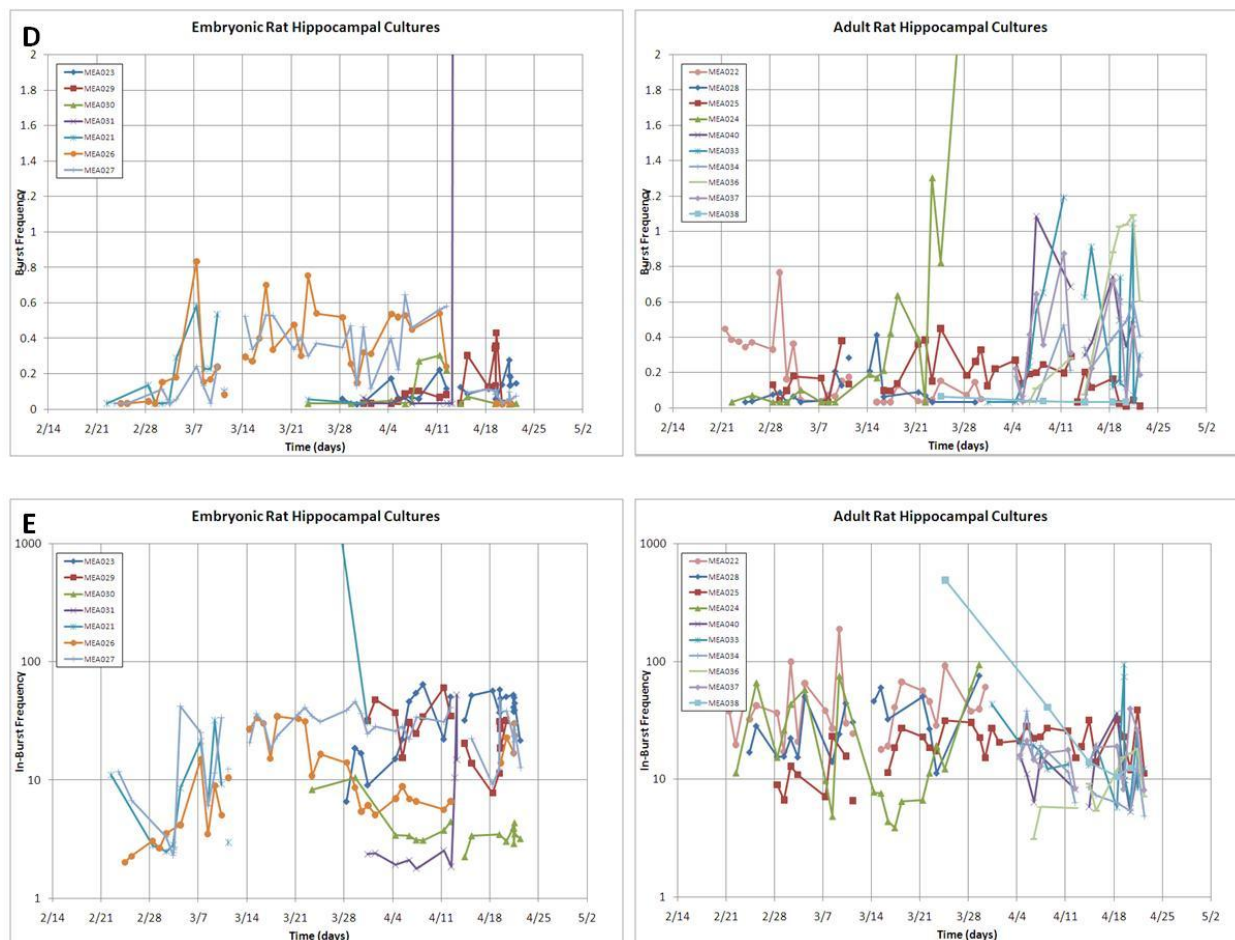 D
Embryonic Rat Hippocampal Cultures
Burst Frequency
2
1.8
1.6
1.4
1.2
1
0.8
0.6
0.4
0.2
0
MEA023
MEA029
MEA030
MEA031
MEA021
MEA026
MEA027
2/14 2/21 2/28 3/7 3/14 3/21 3/28 4/4 4/11 4/18 4/25 5/2
Time (days)
Adult Rat Hippocampal Cultures
Burst Frequency
2
1.8
1.6
1.4
1.2
1
0.8
0.6
0.4
0.2
0
MEA022
MEA028
MEA025
MEA024
MEA040
MEA033
MEA034
MEA036
MEA037
MEA038
2/14 2/21 2/28 3/7 3/14 3/21 3/28 4/4 4/11 4/18 4/25 5/2
Time (days)
E
Embryonic Rat Hippocampal Cultures
In-Burst Frequency
1000
100
10
1
MEA023
MEA029
MEA030
MEA031
MEA021
MEA026
MEA027
2/14 2/21 2/28 3/7 3/14 3/21 3/28 4/4 4/11 4/18 4/25 5/2
Time (days)
Adult Rat Hippocampal Cultures
In-Burst Frequency
1000
100
10
1
MEA022
MEA028
MEA025
MEA024
MEA040
MEA033
MEA034
MEA036
MEA037
MEA038
2/14 2/21 2/28 3/7 3/14 3/21 3/28 4/4 4/11 4/18 4/25 5/2
Time (days)